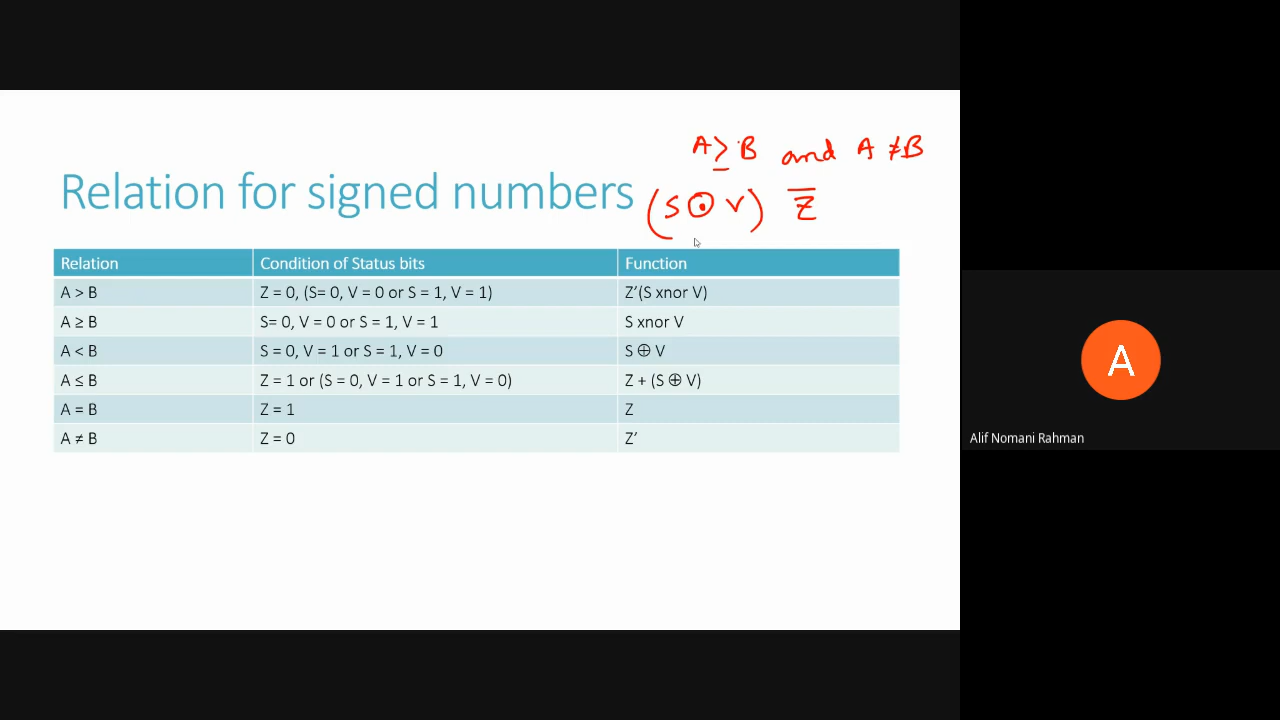 A ≥ B and A ≠ B
Relation for signed numbers (S ⊙ V) Z̅
Relation Condition of Status bits Function
A > B Z = 0, (S= 0, V = 0 or S = 1, V = 1) Z’(S xnor V)
A ≥ B S= 0, V = 0 or S = 1, V = 1 S xnor V
A < B S = 0, V = 1 or S = 1, V = 0 S ⊕ V
A ≤ B Z = 1 or (S = 0, V = 1 or S = 1, V = 0) Z + (S ⊕ V)
A = B Z = 1 Z
A ≠ B Z = 0 Z’
A
Alif Nomani Rahman